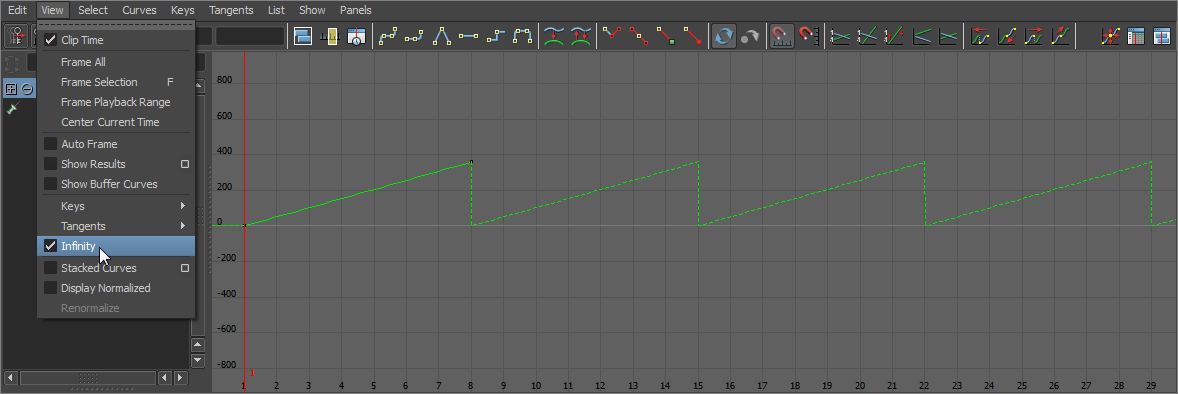 Edit View Select Curves Keys Tangents List Show Panels
Clip Time
Frame All
Frame Selection F
Frame Playback Range
Center Current Time
Auto Frame
Show Results
Show Buffer Curves
Keys
Tangents
Infinity
Stacked Curves
Display Normalized
Renormalize
800
600
400
200
0
-200
-400
-600
-800
1
1 2 3 4 5 6 7 8 9 10 11 12 13 14 15 16 17 18 19 20 21 22 23 24 25 26 27 28 29